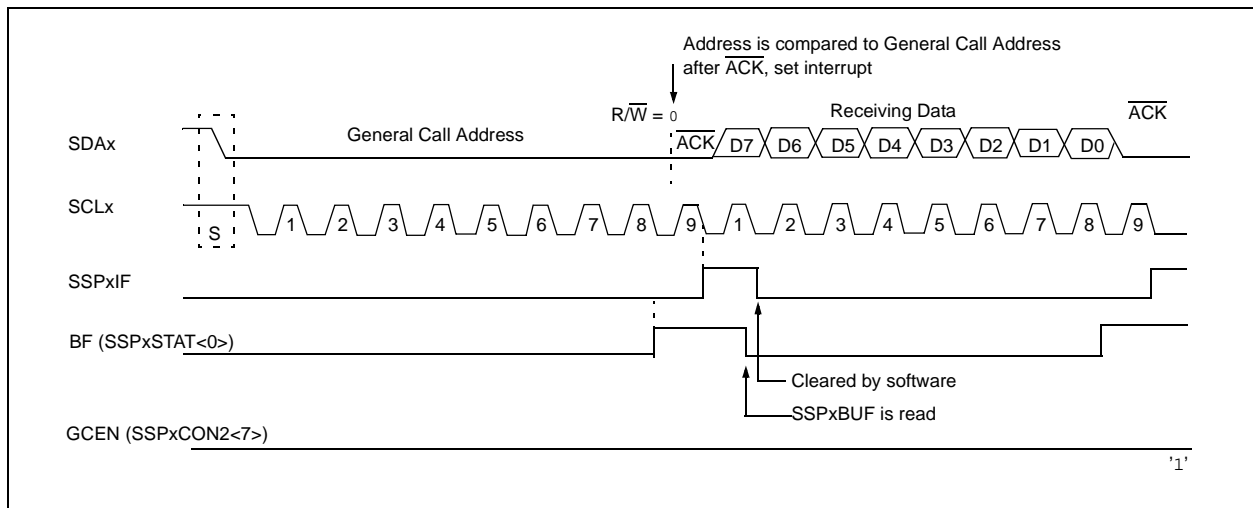 Address is compared to General Call Address
after ACK, set interrupt
R/W = 0
Receiving Data
ACK
SDAx
General Call Address
ACK
D7 D6 D5 D4 D3 D2 D1 D0
SCLx
S
1 2 3 4 5 6 7 8 9 1 2 3 4 5 6 7 8 9
SSPxIF
BF (SSPxSTAT<0>)
Cleared by software
SSPxBUF is read
GCEN (SSPxCON2<7>)
'1'